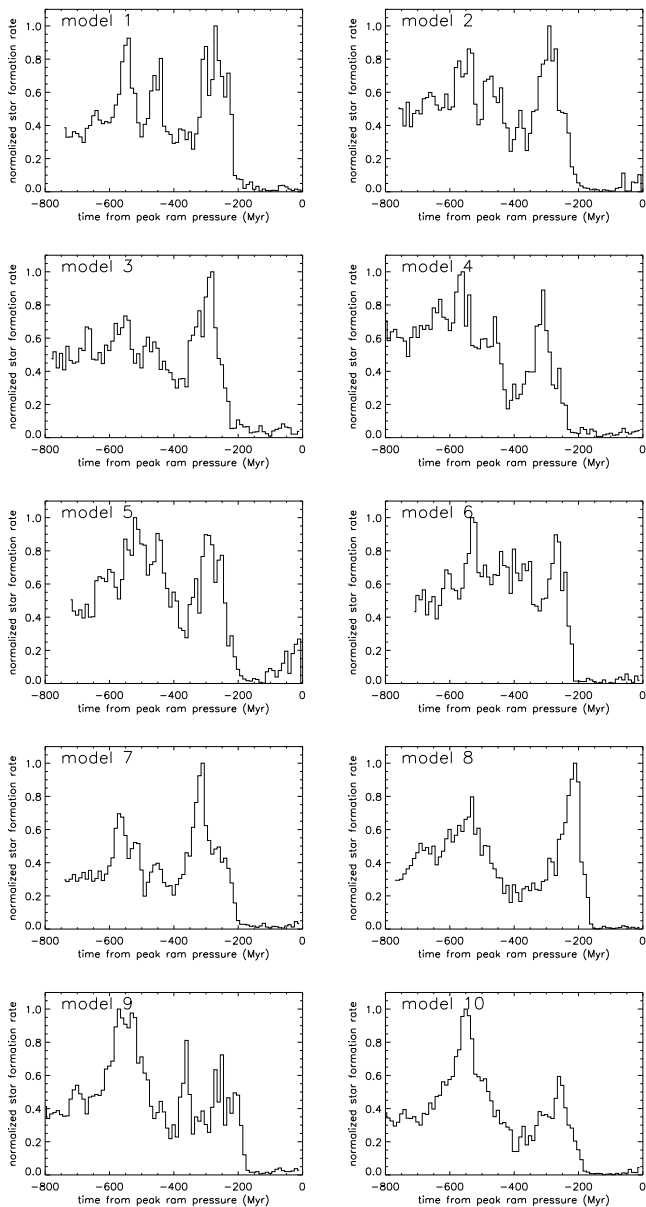 model 1 model 2
normalized star formation rate normalized star formation rate
1.0 1.0
0.8 0.8
0.6 0.6
0.4 0.4
0.2 0.2
0.0 0.0
−800 −600 −400 −200 0 −800 −600 −400 −200 0
time from peak ram pressure (Myr) time from peak ram pressure (Myr)
model 3 model 4
normalized star formation rate normalized star formation rate
1.0 1.0
0.8 0.8
0.6 0.6
0.4 0.4
0.2 0.2
0.0 0.0
−800 −600 −400 −200 0 −800 −600 −400 −200 0
time from peak ram pressure (Myr) time from peak ram pressure (Myr)
model 5 model 6
normalized star formation rate normalized star formation rate
1.0 1.0
0.8 0.8
0.6 0.6
0.4 0.4
0.2 0.2
0.0 0.0
−800 −600 −400 −200 0 −800 −600 −400 −200 0
time from peak ram pressure (Myr) time from peak ram pressure (Myr)
model 7 model 8
normalized star formation rate normalized star formation rate
1.0 1.0
0.8 0.8
0.6 0.6
0.4 0.4
0.2 0.2
0.0 0.0
−800 −600 −400 −200 0 −800 −600 −400 −200 0
time from peak ram pressure (Myr) time from peak ram pressure (Myr)
model 9 model 10
normalized star formation rate normalized star formation rate
1.0 1.0
0.8 0.8
0.6 0.6
0.4 0.4
0.2 0.2
0.0 0.0
−800 −600 −400 −200 0 −800 −600 −400 −200 0
time from peak ram pressure (Myr) time from peak ram pressure (Myr)